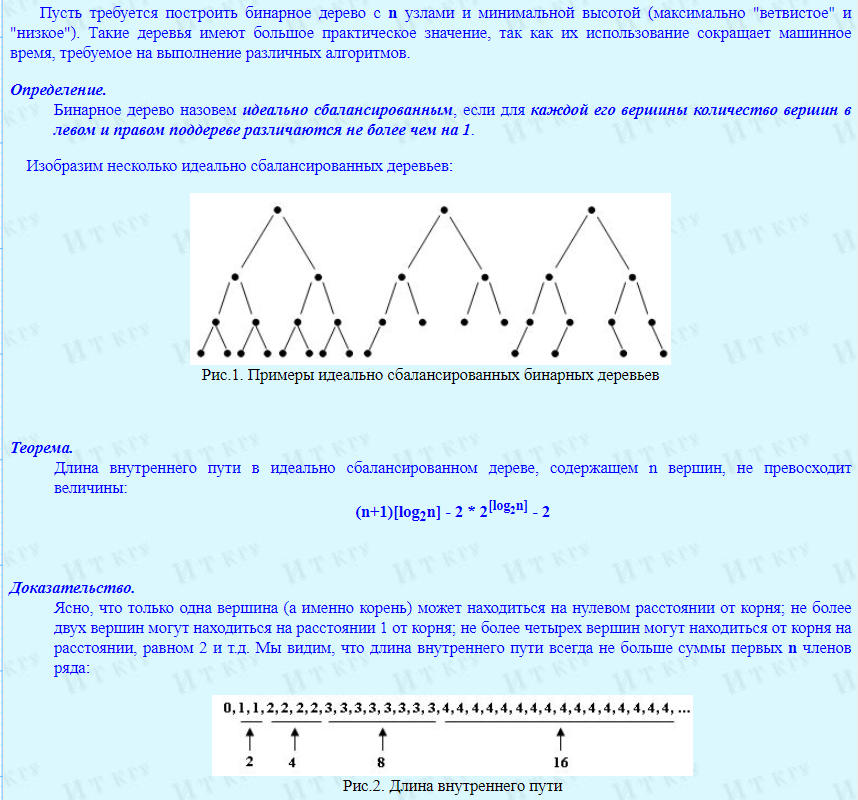 Пусть требуется построить бинарное дерево с n узлами и минимальной высотой (максимально "ветвистое" и
"низкое"). Такие деревья имеют большое практическое значение, так как их использование сокращает машинное
время, требуемое на выполнение различных алгоритмов.
Определение.
Бинарное дерево назовем идеально сбалансированным, если для каждой его вершины количество вершин в
левом и правом поддереве различаются не более чем на 1.
Изобразим несколько идеально сбалансированных деревьев:
Рис.1. Примеры идеально сбалансированных бинарных деревьев
Теорема.
Длина внутреннего пути в идеально сбалансированном дереве, содержащем n вершин, не превосходит
величины:
(n+1)[log₂n] - 2 * 2^[log₂n] - 2
Доказательство.
Ясно, что только одна вершина (а именно корень) может находиться на нулевом расстоянии от корня; не более
двух вершин могут находиться на расстоянии 1 от корня; не более четырех вершин могут находиться от корня на
расстоянии, равном 2 и т.д. Мы видим, что длина внутреннего пути всегда не больше суммы первых n членов
ряда:
0, 1, 1, 2, 2, 2, 2, 3, 3, 3, 3, 3, 3, 3, 3, 4, 4, 4, 4, 4, 4, 4, 4, 4, 4, 4, 4, 4, 4, 4, 4, ...
2 4 8 16
Рис.2. Длина внутреннего пути
ИТ КГУ